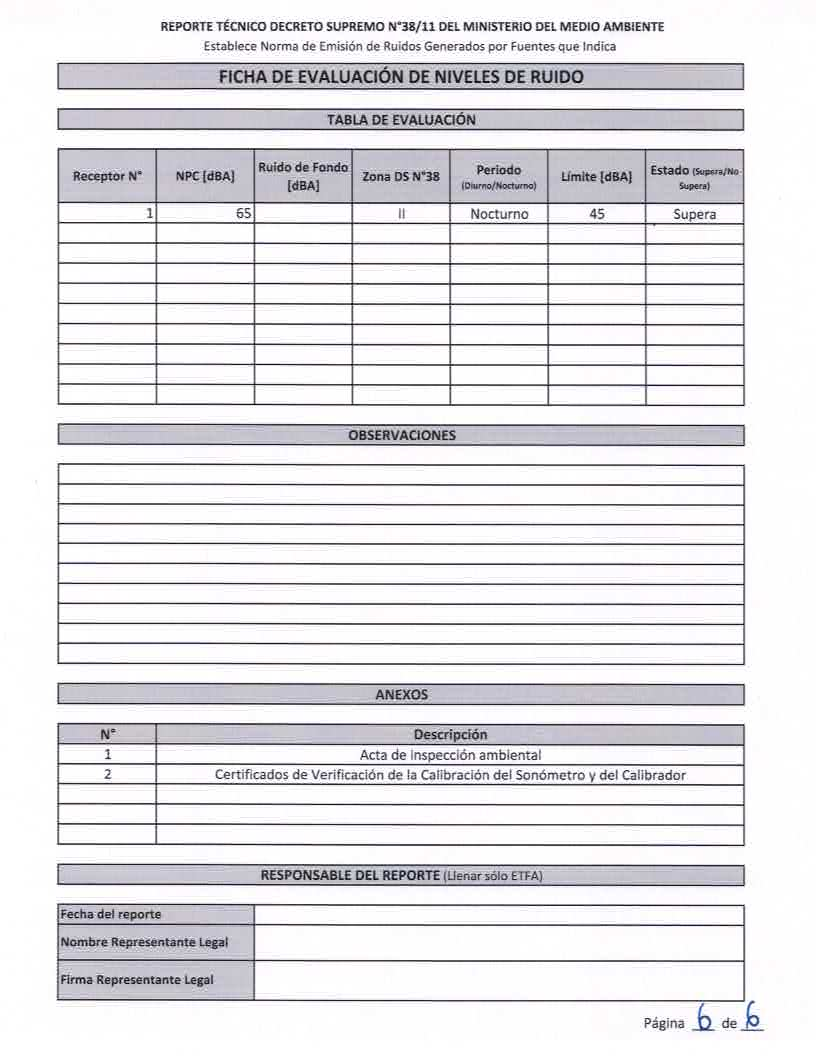 REPORTE TÉCNICO DECRETO SUPREMO N°38/11 DEL MINISTERIO DEL MEDIO AMBIENTE
Establece Norma de Emisión de Ruidos Generados por Fuentes que Indica
FICHA DE EVALUACIÓN DE NIVELES DE RUIDO
TABLA DE EVALUACIÓN
Receptor N° NPC [dBA] Ruido de Fondo [dBA] Zona DS N°38 Periodo (Diurno/Nocturno) Límite [dBA] Estado (Supera/No Supera)
1 65 II Nocturno 45 Supera
OBSERVACIONES
ANEXOS
N° Descripción
1 Acta de inspección ambiental
2 Certificados de Verificación de la Calibración del Sonómetro y del Calibrador
RESPONSABLE DEL REPORTE (Llenar sólo ETFA)
Fecha del reporte
Nombre Representante Legal
Firma Representante Legal
Página 6 de 6